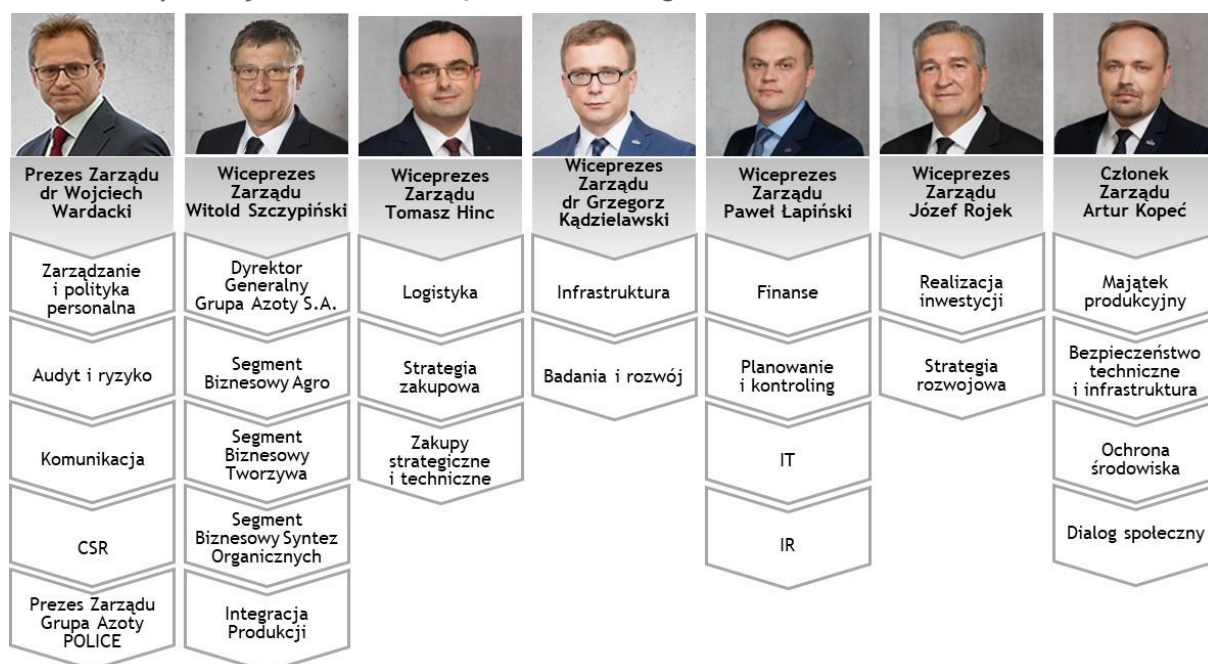 Prezes Zarządu
dr Wojciech
Wardacki
Zarządzanie
i polityka
personalna
Audyt i ryzyko
Komunikacja
CSR
Prezes Zarządu
Grupa Azoty
POLICE
Wiceprezes
Zarządu
Witold Szczypiński
Dyrektor
Generalny
Grupa Azoty S.A.
Segment
Biznesowy Agro
Segment
Biznesowy
Tworzywa
Segment
Biznesowy Syntez
Organicznych
Integracja
Produkcji
Wiceprezes
Zarządu
Tomasz Hinc
Logistyka
Strategia
zakupowa
Zakupy
strategiczne
i techniczne
Wiceprezes
Zarządu
dr Grzegorz
Kądzielawski
Infrastruktura
Badania i rozwój
Wiceprezes
Zarządu
Paweł Łapiński
Finanse
Planowanie
i kontroling
IT
IR
Wiceprezes
Zarządu
Józef Rojek
Realizacja
inwestycji
Strategia
rozwojowa
Członek
Zarządu
Artur Kopeć
Majątek
produkcyjny
Bezpieczeństwo
techniczne
i infrastruktura
Ochrona
środowiska
Dialog społeczny